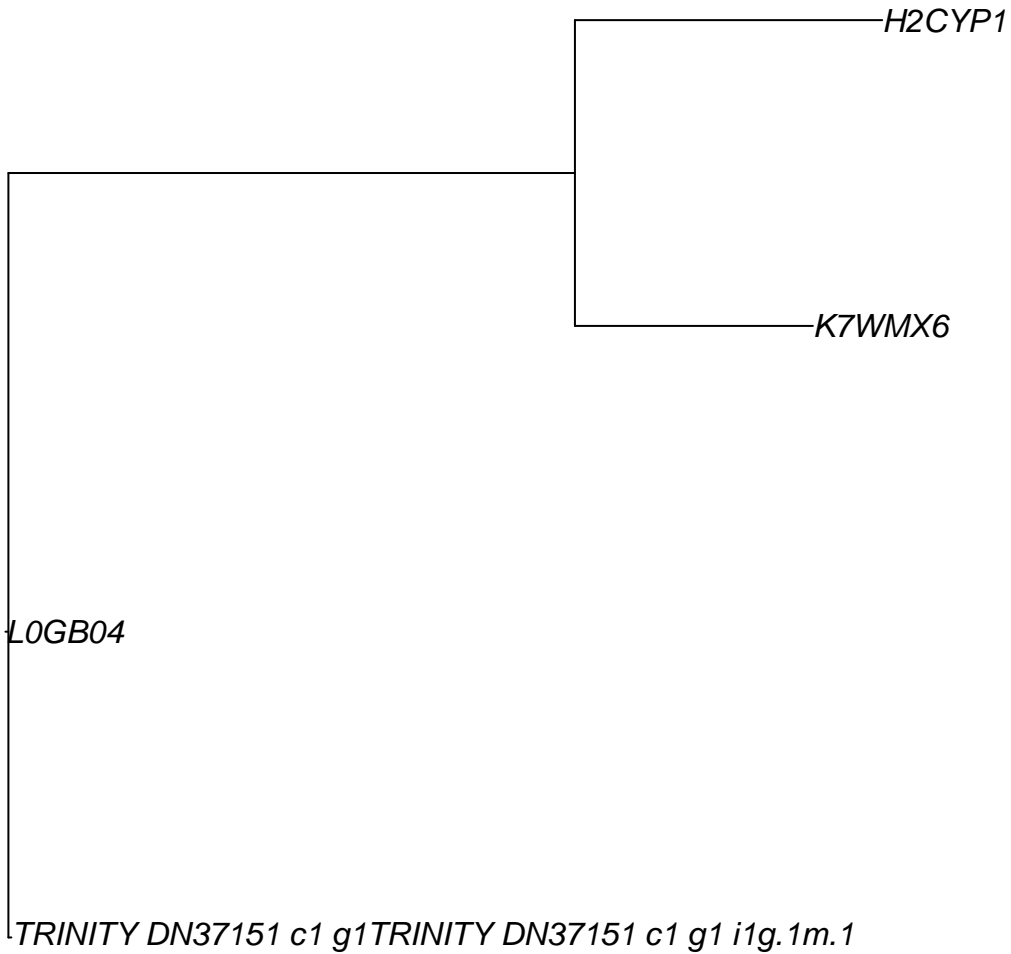 H2CYP1
K7WMX6
L0GB04
TRINITY DN37151 c1 g1TRINITY DN37151 c1 g1 i1g.1m.1